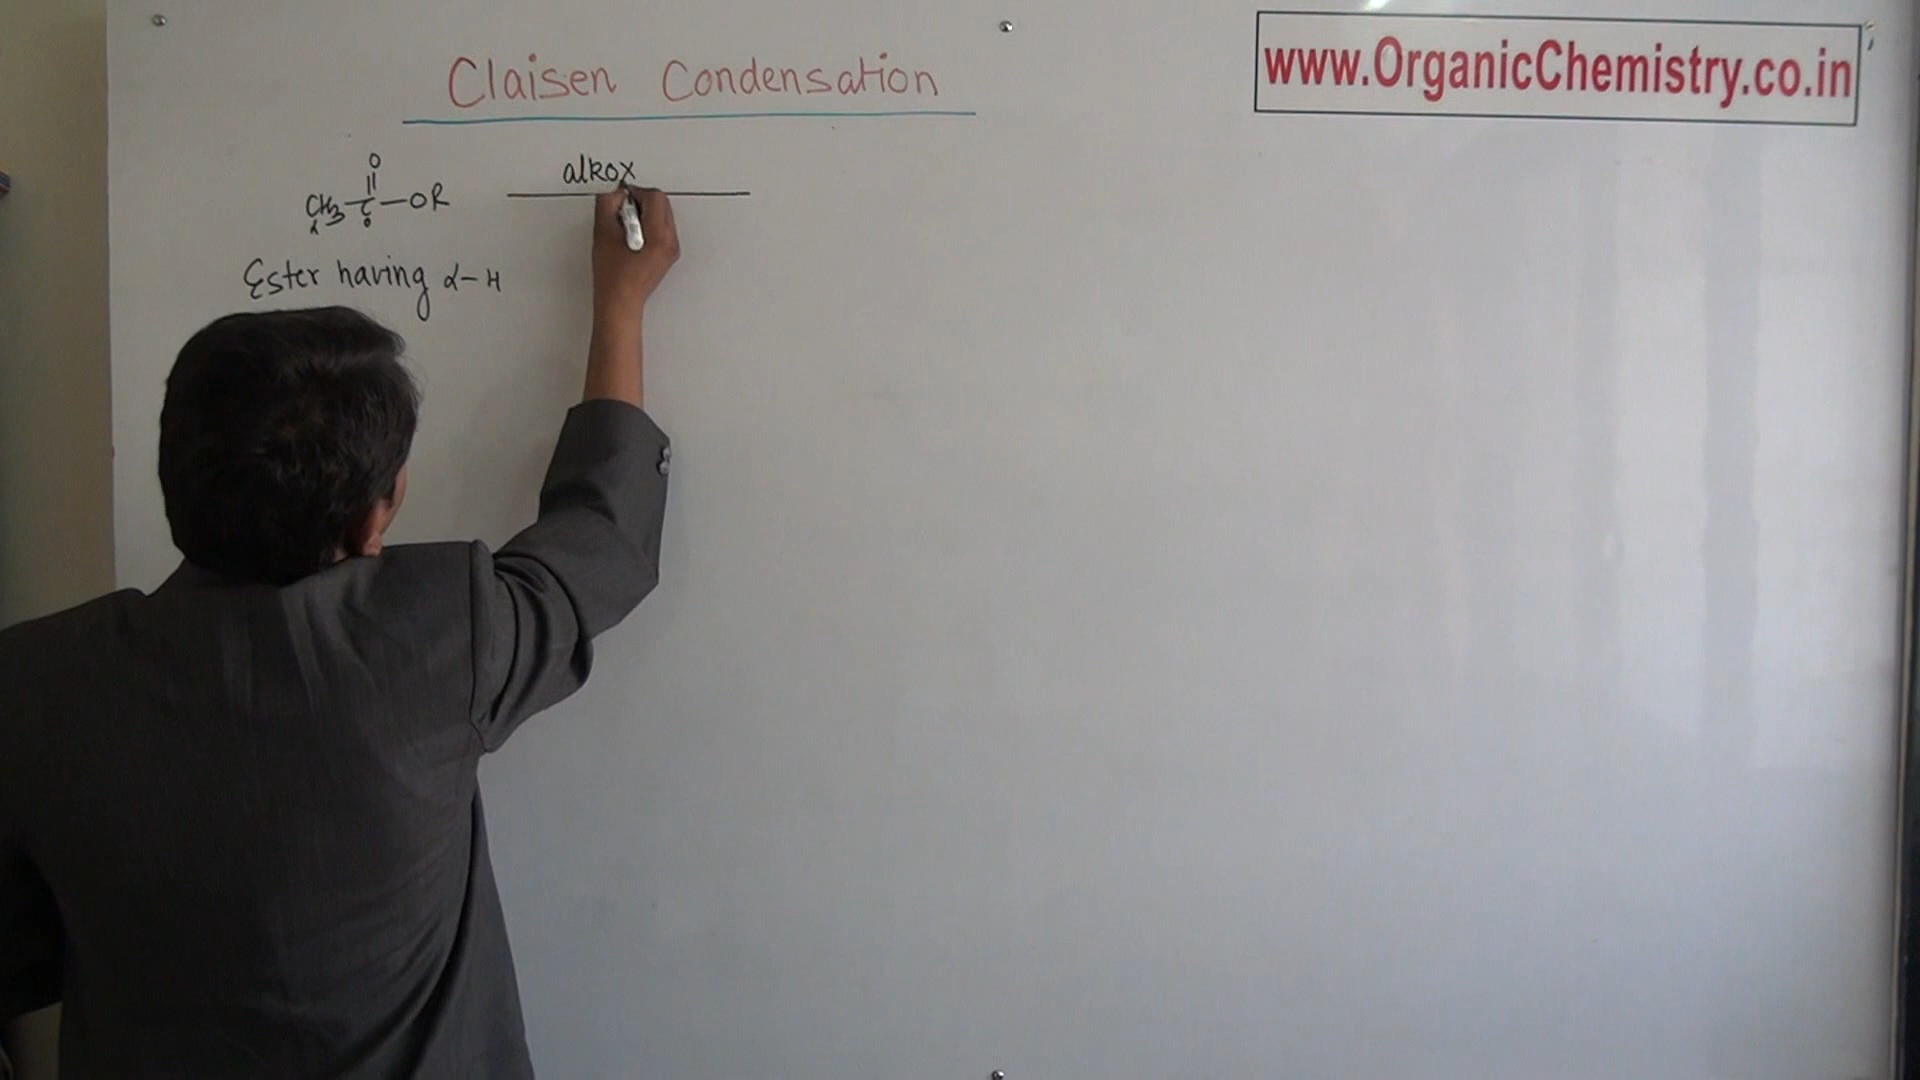 Claisen Condensation
www.OrganicChemistry.co.in
O
CH3 - C - OR
α
alkox
Ester having α - H